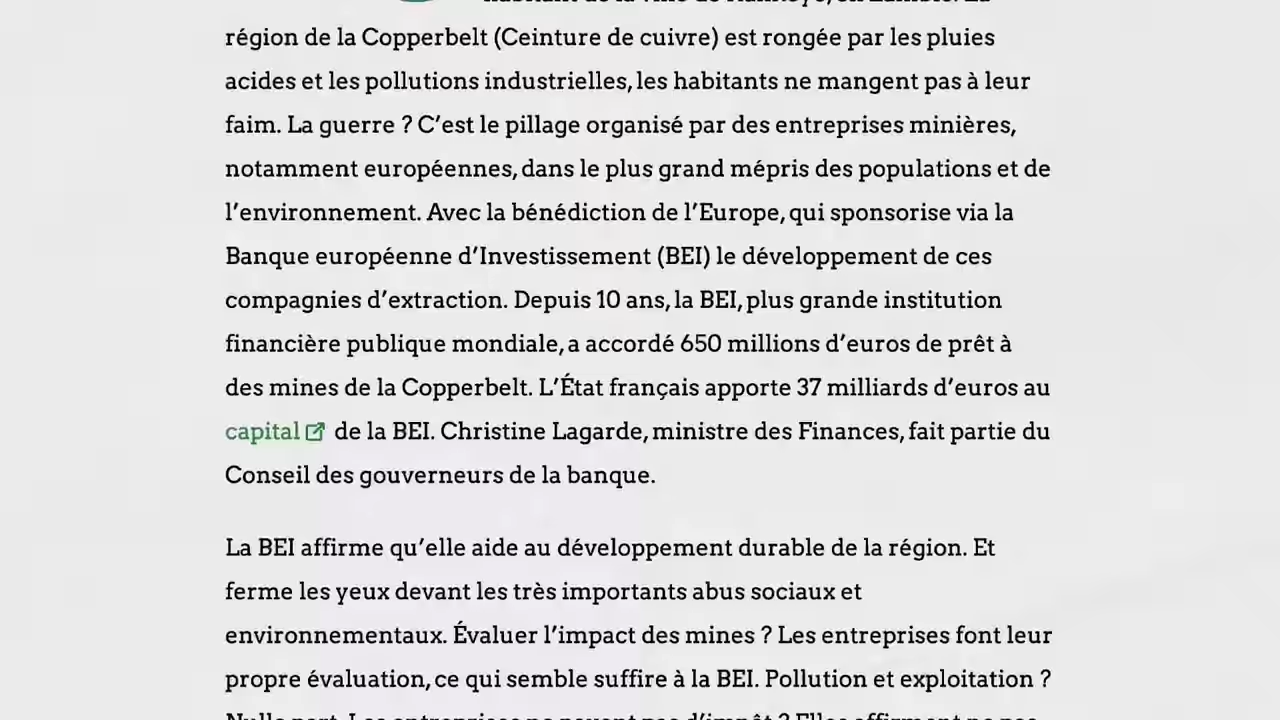 région de la Copperbelt (Ceinture de cuivre) est rongée par les pluies
acides et les pollutions industrielles, les habitants ne mangent pas à leur
faim. La guerre ? C’est le pillage organisé par des entreprises minières,
notamment européennes, dans le plus grand mépris des populations et de
l’environnement. Avec la bénédiction de l’Europe, qui sponsorise via la
Banque européenne d’Investissement (BEI) le développement de ces
compagnies d’extraction. Depuis 10 ans, la BEI, plus grande institution
financière publique mondiale, a accordé 650 millions d’euros de prêt à
des mines de la Copperbelt. L’État français apporte 37 milliards d’euros au
capital de la BEI. Christine Lagarde, ministre des Finances, fait partie du
Conseil des gouverneurs de la banque.
La BEI affirme qu’elle aide au développement durable de la région. Et
ferme les yeux devant les très importants abus sociaux et
environnementaux. Évaluer l’impact des mines ? Les entreprises font leur
propre évaluation, ce qui semble suffire à la BEI. Pollution et exploitation ?